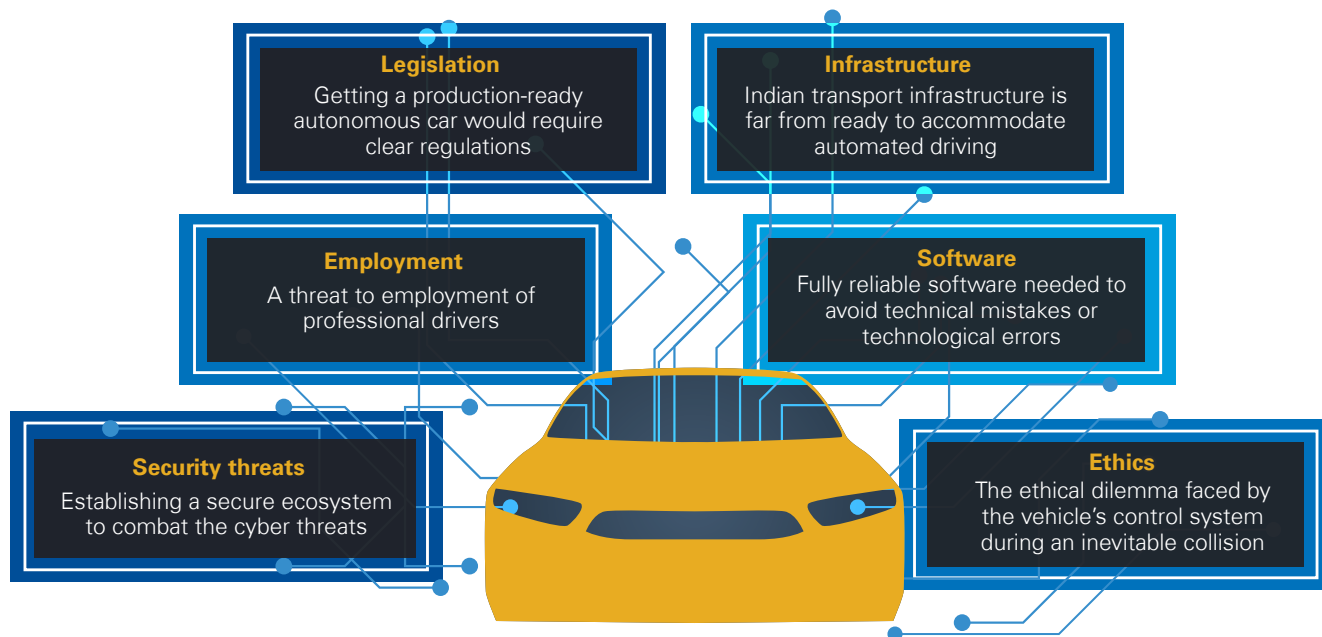 Legislation
Getting a production-ready
autonomous car would require
clear regulations
Infrastructure
Indian transport infrastructure is
far from ready to accommodate
automated driving
Employment
A threat to employment of
professional drivers
Software
Fully reliable software needed to
avoid technical mistakes or
technological errors
Security threats
Establishing a secure ecosystem
to combat the cyber threats
Ethics
The ethical dilemma faced by
the vehicle’s control system
during an inevitable collision